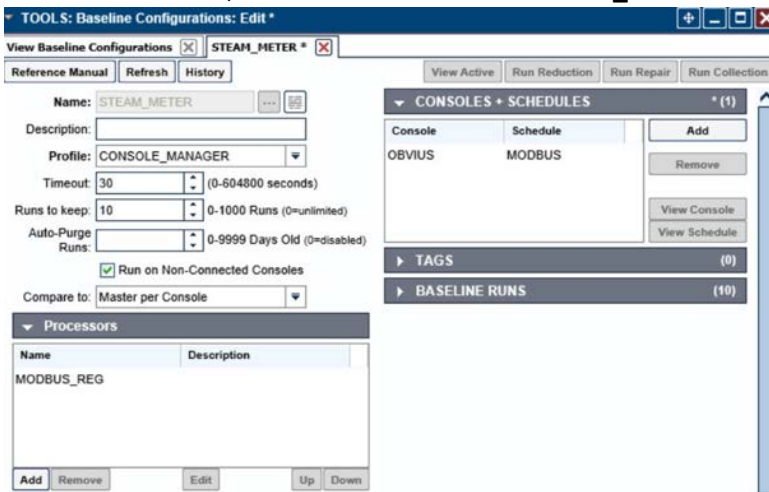 TOOLS: Baseline Configurations: Edit *
View Baseline Configurations STEAM_METER *
Reference Manual Refresh History View Active Run Reduction Run Repair Run Collection
Name: STEAM_METER ...
Description:
Profile: CONSOLE_MANAGER
Timeout: 30 (0-604800 seconds)
Runs to keep: 10 0-1000 Runs (0=unlimited)
Auto-Purge Runs: 0-9999 Days Old (0=disabled)
Run on Non-Connected Consoles
Compare to: Master per Console
Processors
Name Description
MODBUS_REG
Add Remove Edit Up Down
CONSOLES + SCHEDULES * (1)
Console Schedule Add
OBVIUS MODBUS
Remove
View Console
View Schedule
TAGS (0)
BASELINE RUNS (10)